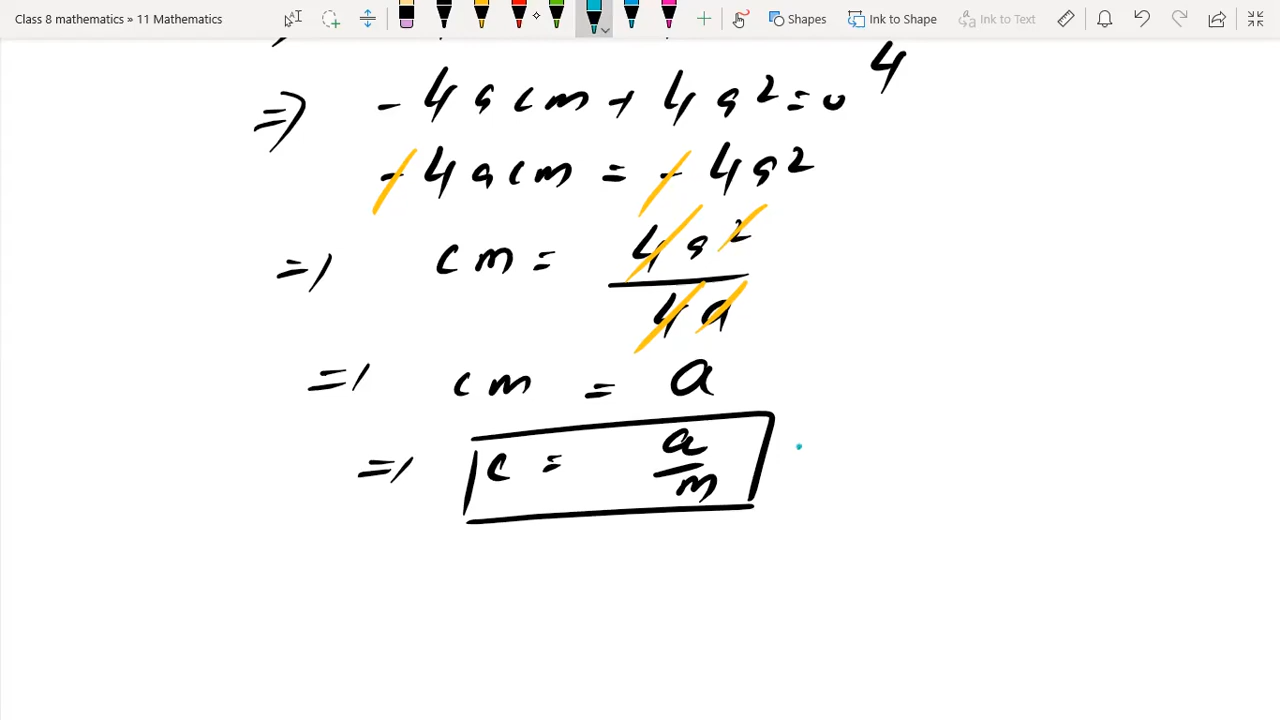 Class 8 mathematics » 11 Mathematics
Shapes
Ink to Shape
Ink to Text
4
=) - 4acm + 4a² = 0
- 4acm = - 4a²
=) cm = 4a² / 4a
=) cm = a
=) c = a / m